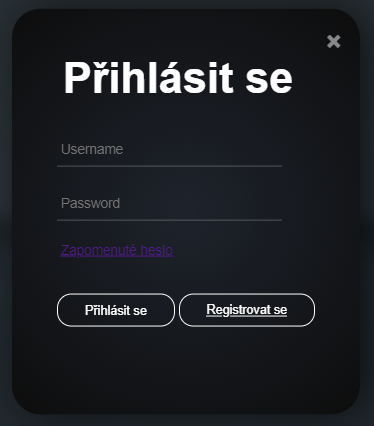 Přihlásit se
Username
Password
Zapomenuté heslo
Přihlásit se Registrovat se